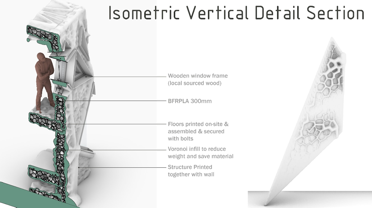 Isometric Vertical Detail Section
Wooden window frame
(local sourced wood)
BFRPLA 300mm
Floors printed on-site &
assembled & secured
with bolts
Voronoi infill to reduce
weight and save material
Structure Printed
together with wall